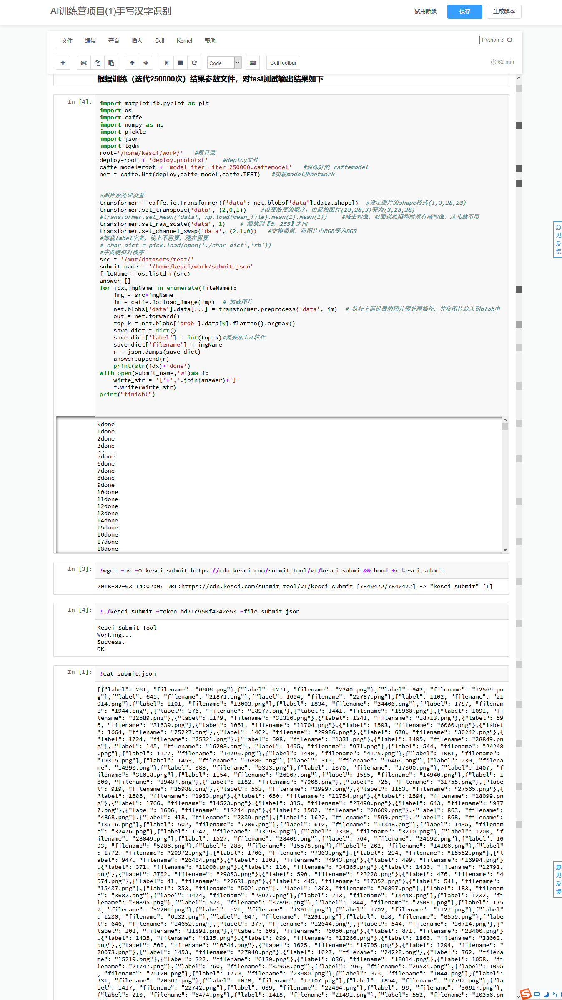 AI训练营项目(1)手写汉字识别
试用新版
保存
生成版本
文件
编辑
查看
插入
Cell
Kernel
帮助
Python 3
Code
CellToolbar
62 min
根据训练（迭代250000次）结果参数文件，对test测试输出结果如下
In [4]:
import matplotlib.pyplot as plt
import os
import caffe
import numpy as np
import pickle
import json
import tqdm
root='/home/kesci/work/' #根目录
deploy=root + 'deploy.prototxt' #deploy文件
caffe_model=root + 'model_iter__iter_250000.caffemodel' #训练好的 caffemodel
net = caffe.Net(deploy,caffe_model,caffe.TEST) #加载model和network
#图片预处理设置
transformer = caffe.io.Transformer({'data': net.blobs['data'].data.shape}) #设定图片的shape格式(1,3,28,28)
transformer.set_transpose('data', (2,0,1)) #改变维度的顺序，由原始图片(28,28,3)变为(3,28,28)
#transformer.set_mean('data', np.load(mean_file).mean(1).mean(1)) #减去均值，前面训练模型时没有减均值，这儿就不用
transformer.set_raw_scale('data', 1) # 缩放到【0，255】之间
transformer.set_channel_swap('data', (2,1,0)) #交换通道，将图片由RGB变为BGR
#加载label字典，线上不需要，现在需要
# char_dict = pick.load(open('./char_dict','rb'))
#字典键值对换序
src = '/mnt/datasets/test/'
submit_name = '/home/kesci/work/submit.json'
fileName = os.listdir(src)
answer=[]
for idx,imgName in enumerate(fileName):
img = src+imgName
im = caffe.io.load_image(img) # 加载图片
net.blobs['data'].data[...] = transformer.preprocess('data', im) # 执行上面设置的图片预处理操作，并将图片载入到blob中
out = net.forward()
top_k = net.blobs['prob'].data[0].flatten().argmax()
save_dict = dict()
save_dict['label'] = int(top_k)#需要加int转化
save_dict['filename'] = imgName
r = json.dumps(save_dict)
answer.append(r)
print(str(idx)+'done')
with open(submit_name,'w')as f:
wirte_str = '['+','.join(answer)+']'
f.write(wirte_str)
print("finish!")
0done
1done
2done
3done
5done
6done
7done
8done
9done
10done
11done
12done
13done
14done
15done
16done
17done
18done
In [3]:
!wget -nv -O kesci_submit https://cdn.kesci.com/submit_tool/v1/kesci_submit&&chmod +x kesci_submit
2018-02-03 14:02:06 URL:https://cdn.kesci.com/submit_tool/v1/kesci_submit [7840472/7840472] -> "kesci_submit" [1]
In [4]:
!./kesci_submit -token bd71c950f4042e53 -file submit.json
Kesci Submit Tool
Working...
Success.
OK
In [1]:
!cat submit.json
[{"label": 261, "filename": "6666.png"},{"label": 1271, "filename": "2240.png"},{"label": 942, "filename": "12569.pn
g"},{"label": 645, "filename": "21871.png"},{"label": 1694, "filename": "22787.png"},{"label": 1102, "filename": "21
914.png"},{"label": 1101, "filename": "13003.png"},{"label": 1834, "filename": "34400.png"},{"label": 1787, "filenam
e": "1944.png"},{"label": 376, "filename": "18977.png"},{"label": 1441, "filename": "18968.png"},{"label": 1091, "fi
lename": "22589.png"},{"label": 1179, "filename": "31336.png"},{"label": 1241, "filename": "18713.png"},{"label": 59
5, "filename": "31639.png"},{"label": 1061, "filename": "11704.png"},{"label": 1593, "filename": "6060.png"},{"label
": 1664, "filename": "25227.png"},{"label": 1402, "filename": "29986.png"},{"label": 670, "filename": "30242.png"},{
"label": 1724, "filename": "25321.png"},{"label": 698, "filename": "1331.png"},{"label": 1495, "filename": "28849.pn
g"},{"label": 145, "filename": "16203.png"},{"label": 1495, "filename": "971.png"},{"label": 544, "filename": "24248
.png"},{"label": 1127, "filename": "14796.png"},{"label": 1448, "filename": "4125.png"},{"label": 1081, "filename":
"19315.png"},{"label": 1453, "filename": "16880.png"},{"label": 319, "filename": "16466.png"},{"label": 230, "filena
me": "14990.png"},{"label": 388, "filename": "9313.png"},{"label": 1370, "filename": "17360.png"},{"label": 1407, "f
ilename": "31018.png"},{"label": 1154, "filename": "26967.png"},{"label": 1585, "filename": "14940.png"},{"label": 1
800, "filename": "19487.png"},{"label": 1182, "filename": "7908.png"},{"label": 725, "filename": "31755.png"},{"labe
l": 919, "filename": "35988.png"},{"label": 553, "filename": "29997.png"},{"label": 1153, "filename": "27565.png"},{
"label": 1586, "filename": "1983.png"},{"label": 650, "filename": "11754.png"},{"label": 1594, "filename": "18099.pn
g"},{"label": 1766, "filename": "14523.png"},{"label": 315, "filename": "27490.png"},{"label": 643, "filename": "977
7.png"},{"label": 1606, "filename": "18244.png"},{"label": 1502, "filename": "20609.png"},{"label": 863, "filename":
"4868.png"},{"label": 418, "filename": "2339.png"},{"label": 1622, "filename": "599.png"},{"label": 868, "filename":
"13716.png"},{"label": 502, "filename": "7286.png"},{"label": 610, "filename": "11348.png"},{"label": 1435, "filenam
e": "32476.png"},{"label": 1547, "filename": "13598.png"},{"label": 1338, "filename": "3210.png"},{"label": 1200, "f
ilename": "28049.png"},{"label": 1527, "filename": "28406.png"},{"label": 764, "filename": "24592.png"},{"label": 16
93, "filename": "5286.png"},{"label": 288, "filename": "15578.png"},{"label": 262, "filename": "14106.png"},{"label"
: 1772, "filename": "20972.png"},{"label": 1700, "filename": "7303.png"},{"label": 294, "filename": "15552.png"},{"l
abel": 947, "filename": "26404.png"},{"label": 1103, "filename": "4943.png"},{"label": 499, "filename": "16994.png"}
,{"label": 371, "filename": "11800.png"},{"label": 110, "filename": "34365.png"},{"label": 1430, "filename": "12791.
png"},{"label": 3702, "filename": "29883.png"},{"label": 590, "filename": "23228.png"},{"label": 476, "filename": "4
574.png"},{"label": 41, "filename": "22681.png"},{"label": 445, "filename": "17352.png"},{"label": 541, "filename":
"15437.png"},{"label": 353, "filename": "5021.png"},{"label": 1363, "filename": "26897.png"},{"label": 183, "filenam
e": "3682.png"},{"label": 1474, "filename": "23977.png"},{"label": 213, "filename": "14448.png"},{"label": 1232, "fi
lename": "30895.png"},{"label": 523, "filename": "32896.png"},{"label": 1844, "filename": "25081.png"},{"label": 175
7, "filename": "32201.png"},{"label": 521, "filename": "13011.png"},{"label": 1702, "filename": "1127.png"},{"label"
: 1230, "filename": "6132.png"},{"label": 647, "filename": "2291.png"},{"label": 618, "filename": "8559.png"},{"labe
l": 646, "filename": "14652.png"},{"label": 377, "filename": "12044.png"},{"label": 544, "filename": "36714.png"},{"
label": 102, "filename": "11892.png"},{"label": 608, "filename": "6050.png"},{"label": 871, "filename": "23400.png"}
,{"label": 1435, "filename": "4135.png"},{"label": 899, "filename": "13266.png"},{"label": 1860, "filename": "33003.
png"},{"label": 500, "filename": "10544.png"},{"label": 1625, "filename": "19705.png"},{"label": 1294, "filename": "
20073.png"},{"label": 1453, "filename": "27940.png"},{"label": 1027, "filename": "24228.png"},{"label": 762, "filena
me": "15219.png"},{"label": 322, "filename": "6139.png"},{"label": 836, "filename": "18014.png"},{"label": 1058, "fi
lename": "21747.png"},{"label": 760, "filename": "32958.png"},{"label": 796, "filename": "29535.png"},{"label": 1095
, "filename": "25120.png"},{"label": 1779, "filename": "23080.png"},{"label": 973, "filename": "1044.png"},{"label":
931, "filename": "20567.png"},{"label": 1078, "filename": "17107.png"},{"label": 1854, "filename": "17792.png"},{"la
bel": 1417, "filename": "22742.png"},{"label": 639, "filename": "22404.png"},{"label": 96, "filename": "36617.png"},
{"label": 210, "filename": "6474.png"},{"label": 1418, "filename": "21491.png"},{"label": 552, "filename": "10356.pn
意见反馈
意见反馈
中